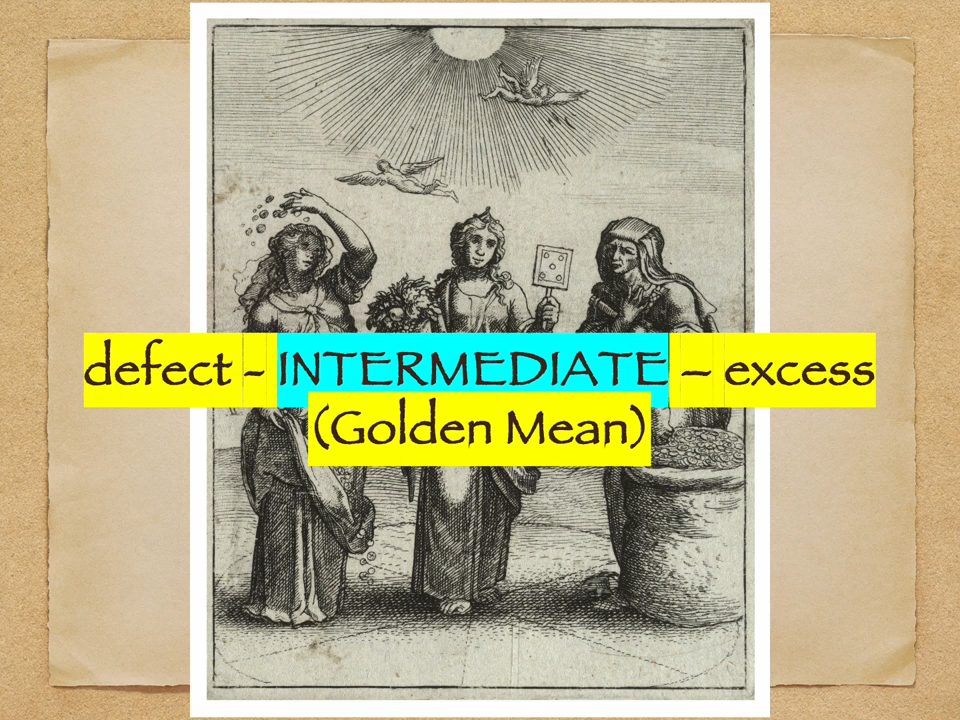 defect - INTERMEDIATE – excess
(Golden Mean)